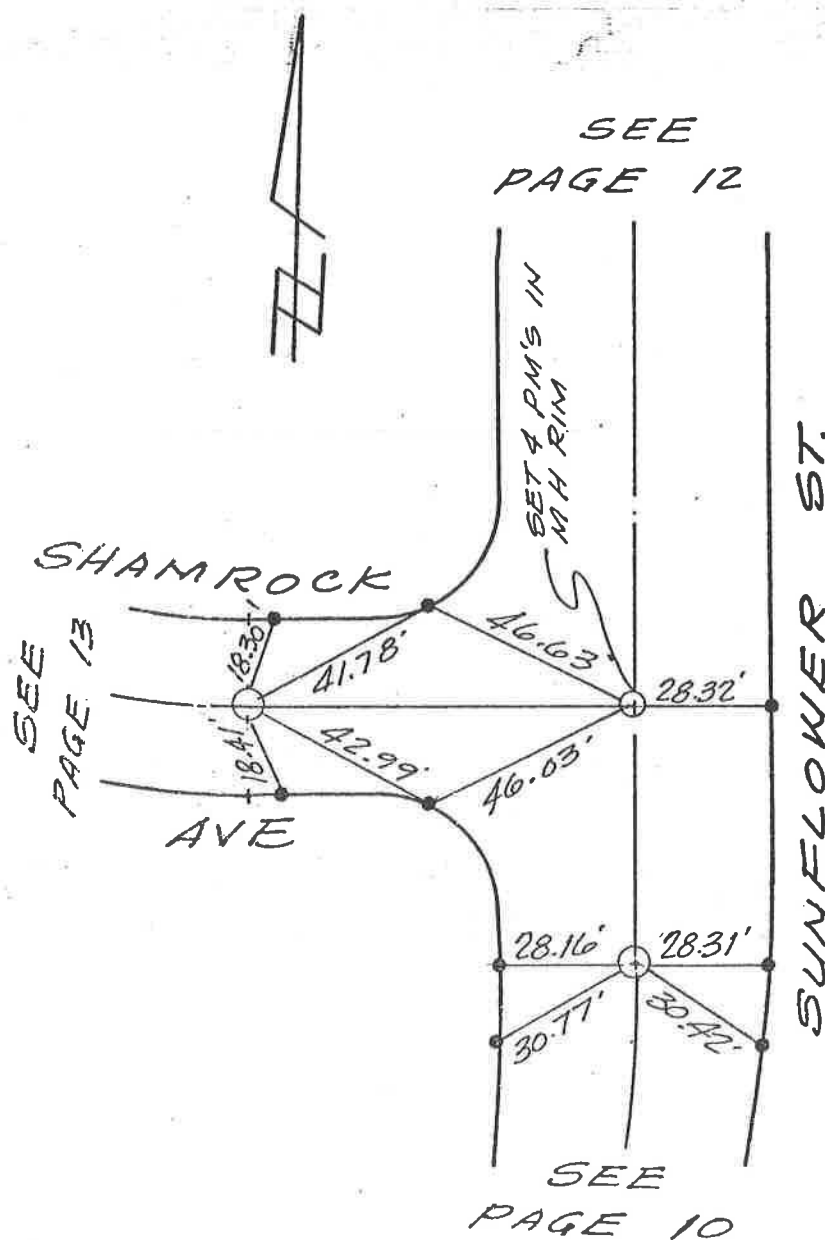 SEE
PAGE 12
N
SET 4 PM'S IN
MH RIM
SHAMROCK
AVE
SEE
PAGE 13
18.30'
41.78'
46.63'
28.32'
18.41'
42.99'
46.03'
28.16'
28.31'
30.77'
30.42'
SUNFLOWER ST.
SEE
PAGE 10